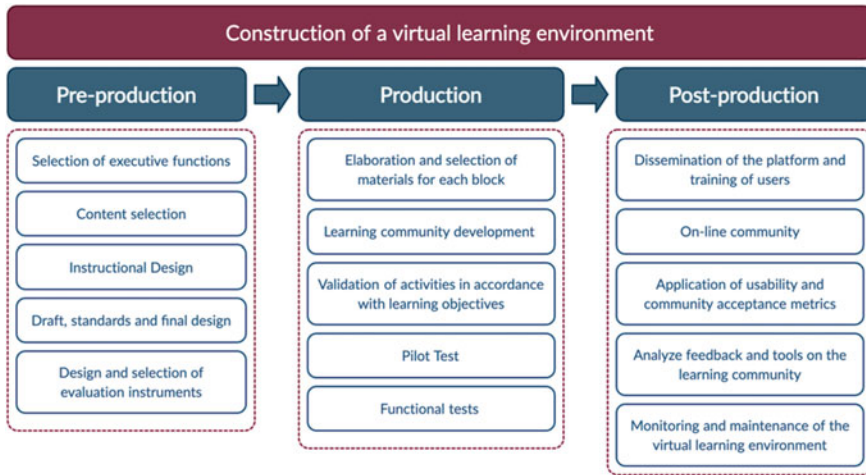 Construction of a virtual learning environment
Pre-production
Selection of executive functions
Content selection
Instructional Design
Draft, standards and final design
Design and selection of
evaluation instruments
Production
Elaboration and selection of
materials for each block
Learning community development
Validation of activities in accordance
with learning objectives
Pilot Test
Functional tests
Post-production
Dissemination of the platform and
training of users
On-line community
Application of usability and
community acceptance metrics
Analyze feedback and tools on the
learning community
Monitoring and maintenance of the
virtual learning environment